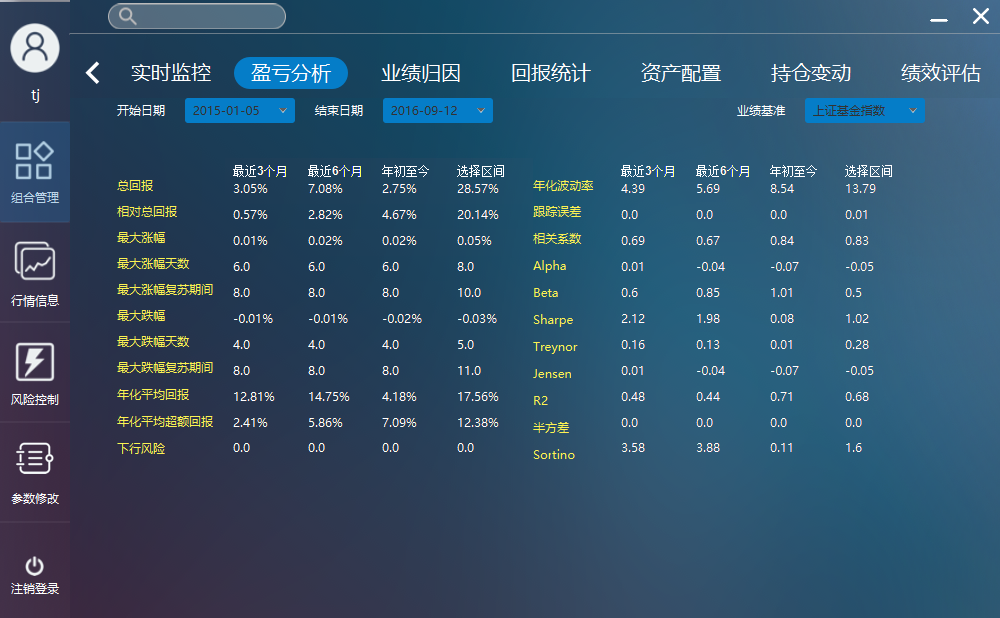 tj
组合管理
行情信息
风险控制
参数修改
注销登录
实时监控 盈亏分析 业绩归因 回报统计 资产配置 持仓变动 绩效评估
开始日期 2015-01-05 结束日期 2016-09-12 业绩基准 上证基金指数
最近3个月 最近6个月 年初至今 选择区间 最近3个月 最近6个月 年初至今 选择区间
总回报 3.05% 7.08% 2.75% 28.57% 年化波动率 4.39 5.69 8.54 13.79
相对总回报 0.57% 2.82% 4.67% 20.14% 跟踪误差 0.0 0.0 0.0 0.01
最大涨幅 0.01% 0.02% 0.02% 0.05% 相关系数 0.69 0.67 0.84 0.83
最大涨幅天数 6.0 6.0 6.0 8.0 Alpha 0.01 -0.04 -0.07 -0.05
最大涨幅复苏期间 8.0 8.0 8.0 10.0 Beta 0.6 0.85 1.01 0.5
最大跌幅 -0.01% -0.01% -0.02% -0.03% Sharpe 2.12 1.98 0.08 1.02
最大跌幅天数 4.0 4.0 4.0 5.0 Treynor 0.16 0.13 0.01 0.28
最大跌幅复苏期间 8.0 8.0 8.0 11.0 Jensen 0.01 -0.04 -0.07 -0.05
年化平均回报 12.81% 14.75% 4.18% 17.56% R2 0.48 0.44 0.71 0.68
年化平均超额回报 2.41% 5.86% 7.09% 12.38% 半方差 0.0 0.0 0.0 0.0
下行风险 0.0 0.0 0.0 0.0 Sortino 3.58 3.88 0.11 1.6